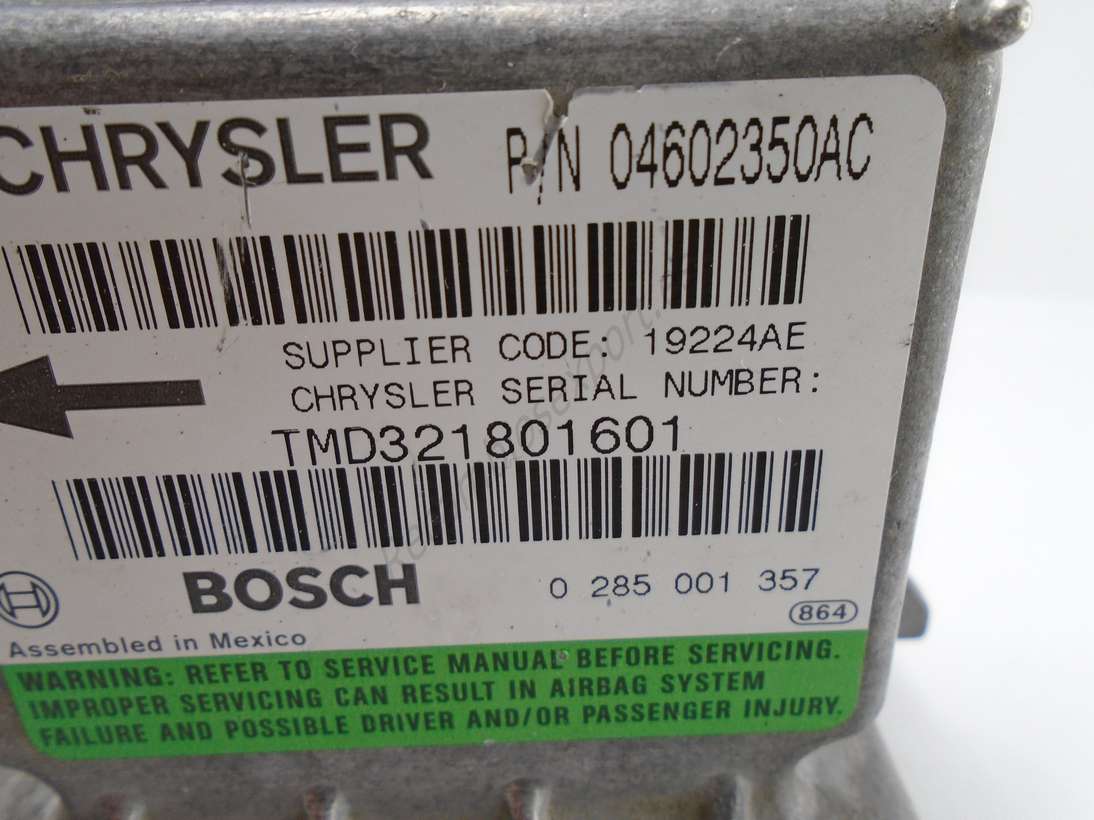 CHRYSLER P/N 04602350AC
SUPPLIER CODE: 19224AE
CHRYSLER SERIAL NUMBER:
TMD321801601
BOSCH 0 285 001 357
864
Assembled in Mexico
WARNING: REFER TO SERVICE MANUAL BEFORE SERVICING.
IMPROPER SERVICING CAN RESULT IN AIRBAG SYSTEM
FAILURE AND POSSIBLE DRIVER AND/OR PASSENGER INJURY.